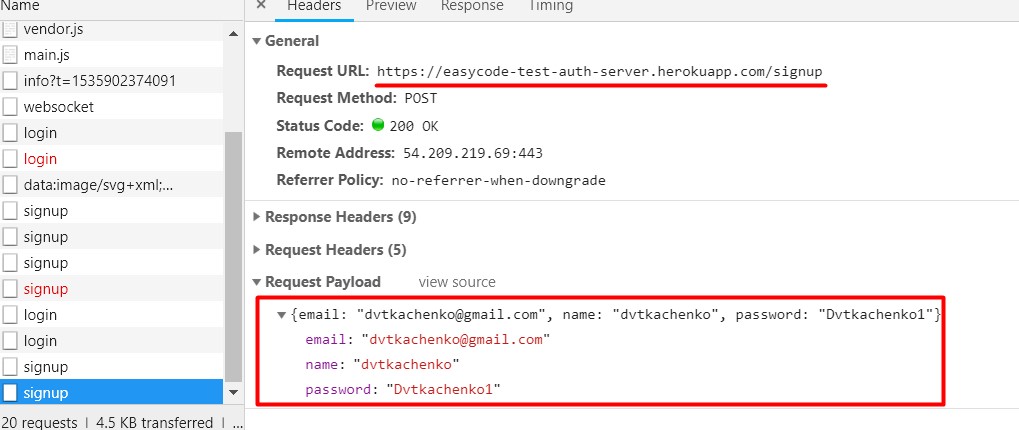 Name
× Headers Preview Response Timing
vendor.js
main.js
info?t=1535902374091
websocket
login
login
data:image/svg+xml;...
signup
signup
signup
signup
login
login
signup
signup
20 requests | 4.5 KB transferred | ...
General
Request URL: https://easycode-test-auth-server.herokuapp.com/signup
Request Method: POST
Status Code: 200 OK
Remote Address: 54.209.219.69:443
Referrer Policy: no-referrer-when-downgrade
Response Headers (9)
Request Headers (5)
Request Payload view source
{email: "dvtkachenko@gmail.com", name: "dvtkachenko", password: "Dvtkachenko1"}
email: "dvtkachenko@gmail.com"
name: "dvtkachenko"
password: "Dvtkachenko1"